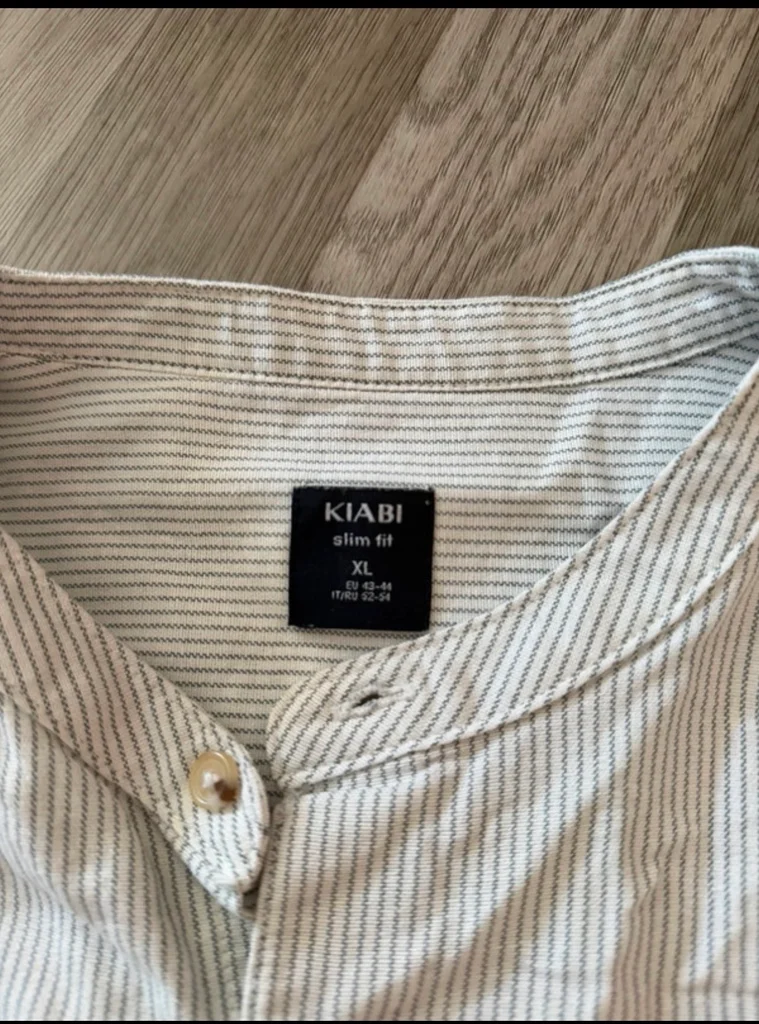 KIABI
slim fit
XL
EU 43-44
IT/RU 52-54